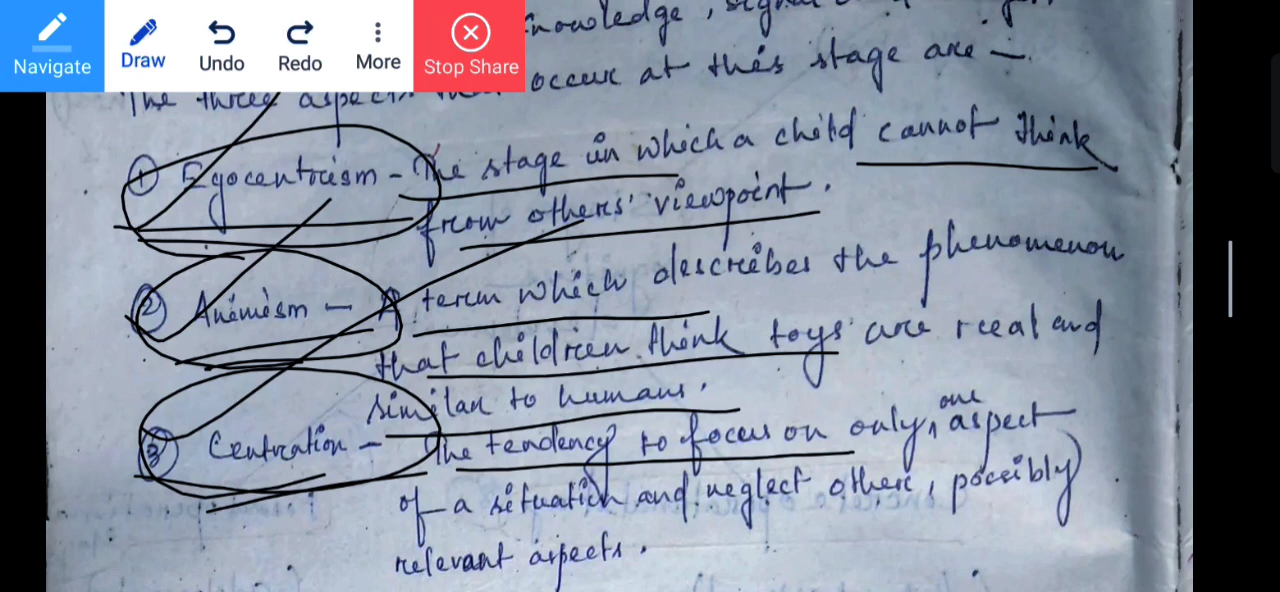 Navigate Draw Undo Redo More Stop Share
knowledge,
The three aspects that occur at this stage are —
① Egocentrism - The stage in which a child cannot think
from others' viewpoint.
② Animism — A term which describes the phenomenon
that children think toys are real and
similar to humans.
③ Centration — The tendency to focus on only one aspect
of a situation and neglect other, possibly
relevant aspects.